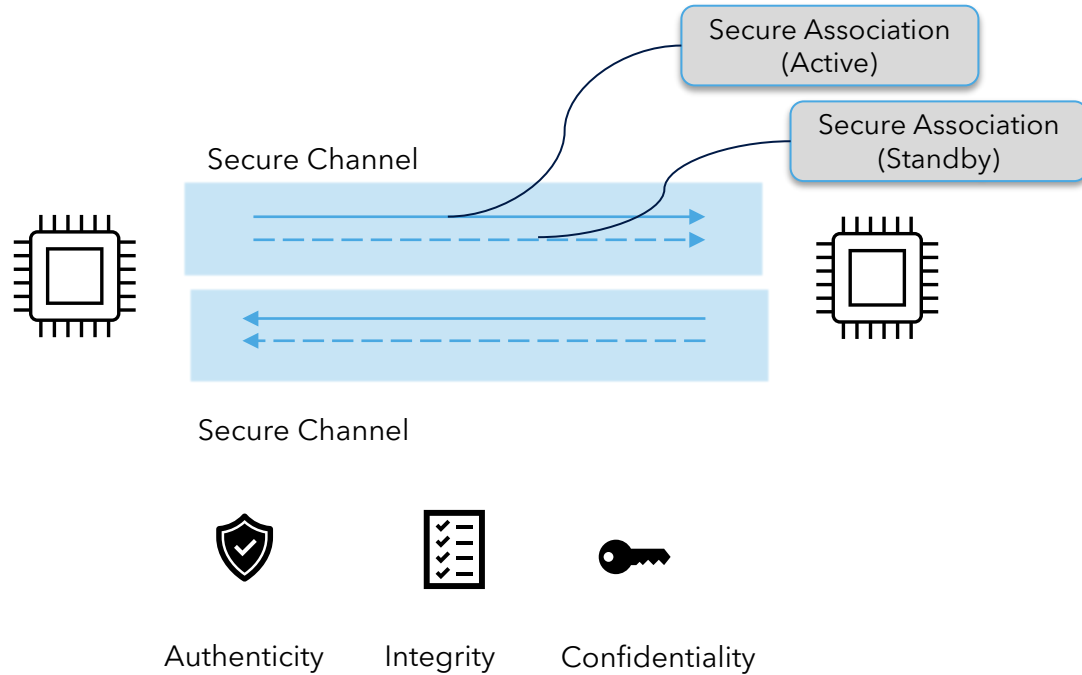 Secure Association
(Active)
Secure Association
(Standby)
Secure Channel
Secure Channel
Authenticity
Integrity
Confidentiality